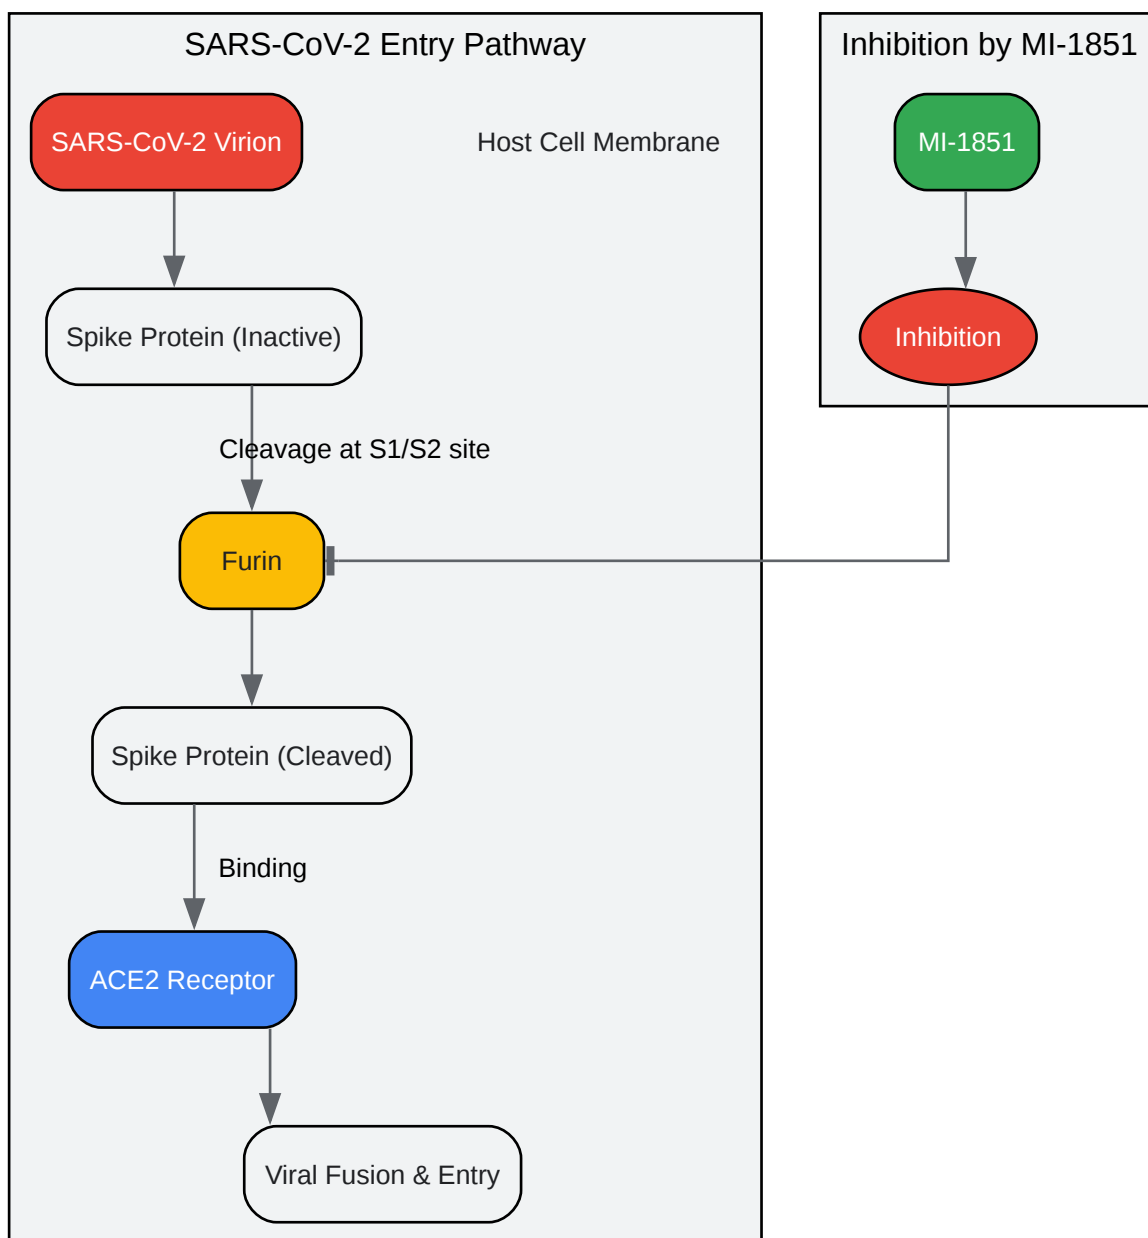 SARS-CoV-2 Entry Pathway
SARS-CoV-2 Virion
Host Cell Membrane
Spike Protein (Inactive)
Cleavage at S1/S2 site
Furin
Spike Protein (Cleaved)
Binding
ACE2 Receptor
Viral Fusion & Entry
Inhibition by MI-1851
MI-1851
Inhibition